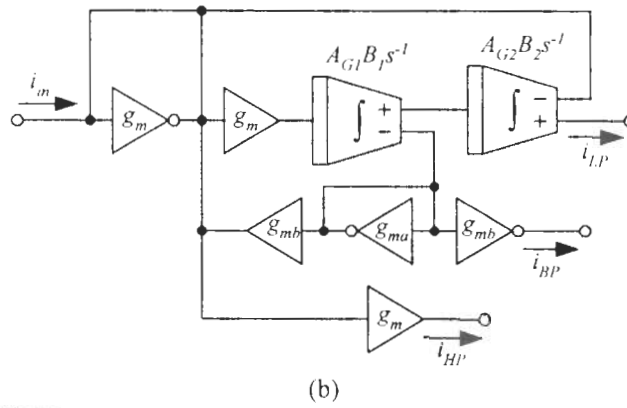 A_{G1}B_1s^{-1}
A_{G2}B_2s^{-1}
i_{in}
g_m
g_m
∫
+
−
∫
−
+
i_{LP}
g_{mb}
g_{ma}
g_{mb}
i_{BP}
g_m
i_{HP}
(b)